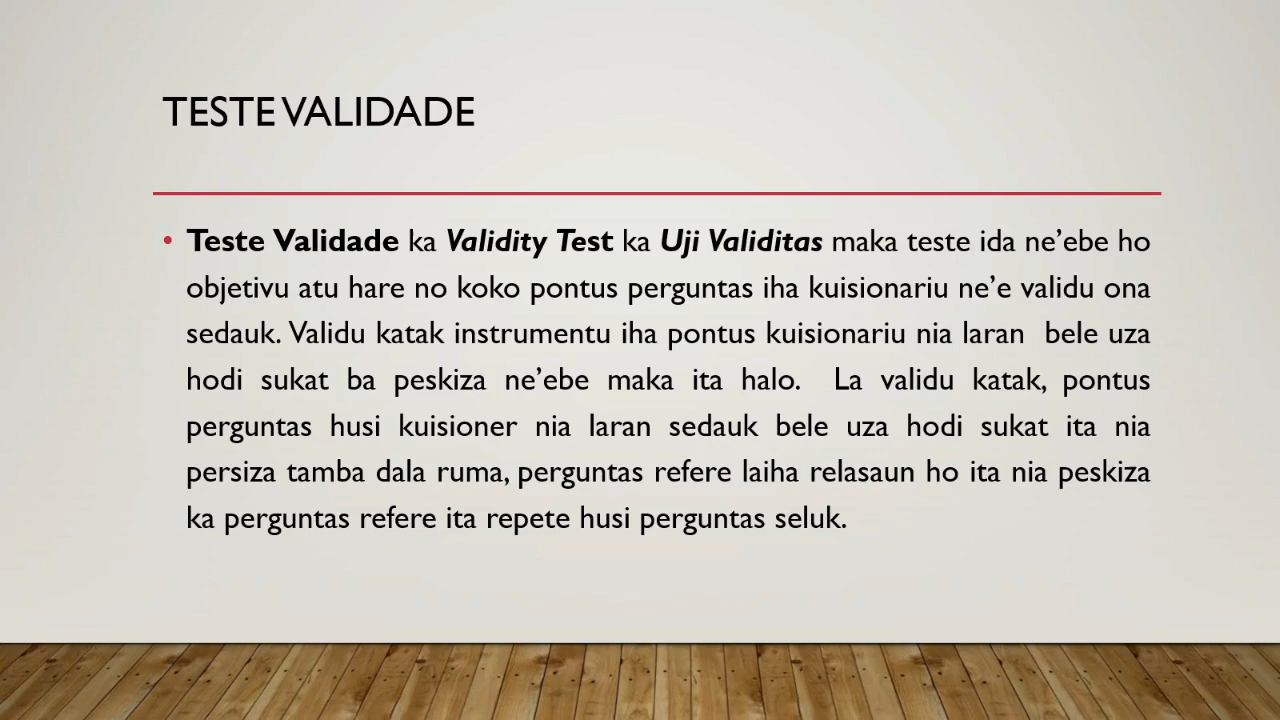 TESTE VALIDADE
• Teste Validade ka Validity Test ka Uji Validitas maka teste ida ne’ebe ho
objetivu atu hare no koko pontus perguntas iha kuisionariu ne’e validu ona
sedauk. Validu katak instrumentu iha pontus kuisionariu nia laran bele uza
hodi sukat ba peskiza ne’ebe maka ita halo. La validu katak, pontus
perguntas husi kuisioner nia laran sedauk bele uza hodi sukat ita nia
persiza tamba dala ruma, perguntas refere laiha relasaun ho ita nia peskiza
ka perguntas refere ita repete husi perguntas seluk.